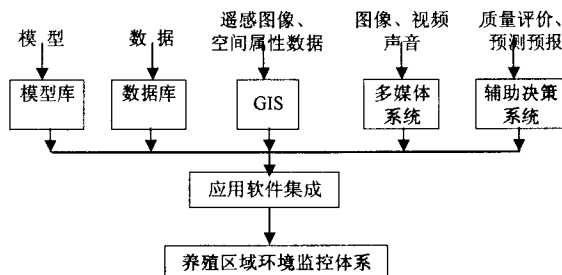 模型
数据
遥感图像、
空间属性数据
图像、视频
声音
质量评价、
预测预报
模型库
数据库
GIS
多媒体
系统
辅助决策
系统
应用软件集成
养殖区域环境监控体系